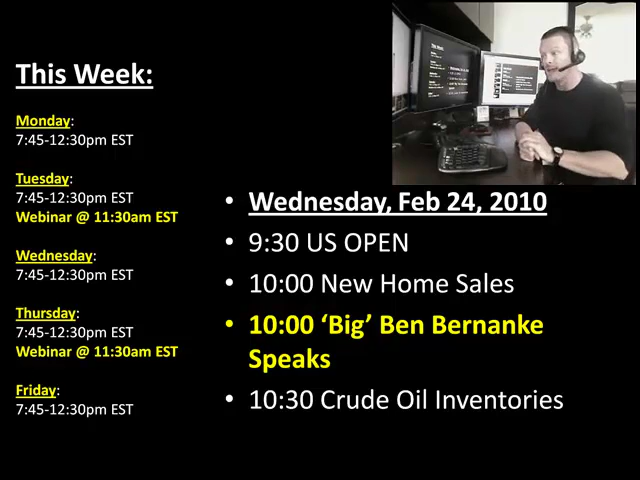 This Week:
Monday:
7:45-12:30pm EST
Tuesday:
7:45-12:30pm EST
Webinar @ 11:30am EST
Wednesday:
7:45-12:30pm EST
Thursday:
7:45-12:30pm EST
Webinar @ 11:30am EST
Friday:
7:45-12:30pm EST
• Wednesday, Feb 24, 2010
• 9:30 US OPEN
• 10:00 New Home Sales
• 10:00 ‘Big’ Ben Bernanke
Speaks
• 10:30 Crude Oil Inventories